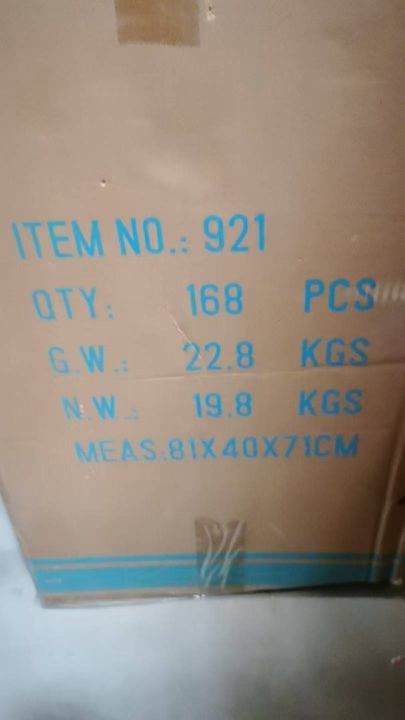 ITEM NO.: 921
QTY: 168 PCS
G.W.: 22.8 KGS
N.W.: 19.8 KGS
MEAS:81X40X71CM